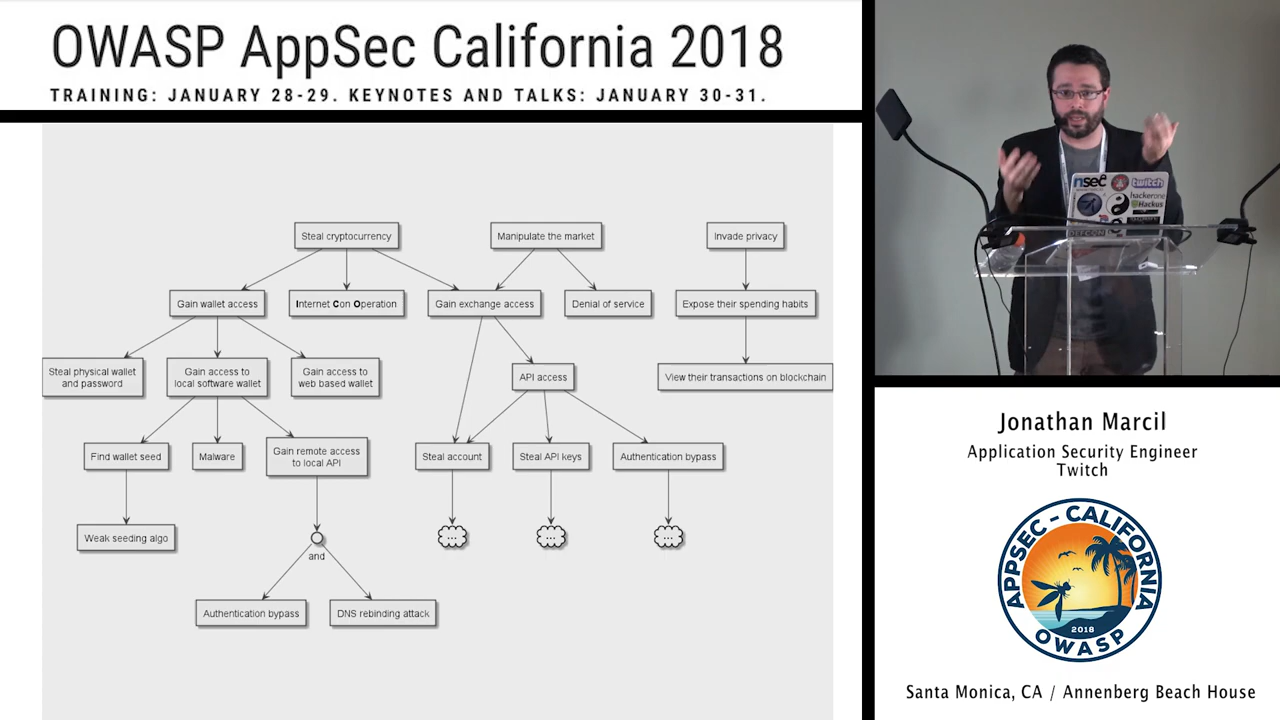 OWASP AppSec California 2018
TRAINING: JANUARY 28-29. KEYNOTES AND TALKS: JANUARY 30-31.
Steal cryptocurrency
Manipulate the market
Invade privacy
Gain wallet access
Internet Con Operation
Gain exchange access
Denial of service
Expose their spending habits
Steal physical wallet
and password
Gain access to
local software wallet
Gain access to
web based wallet
API access
View their transactions on blockchain
Find wallet seed
Malware
Gain remote access
to local API
Steal account
Steal API keys
Authentication bypass
Weak seeding algo
and
...
...
...
Authentication bypass
DNS rebinding attack
nsec
twitch
hackerone
Hackus
DEFCON
Jonathan Marcil
Application Security Engineer
Twitch
APPSEC - CALIFORNIA
2018
OWASP
Santa Monica, CA / Annenberg Beach House